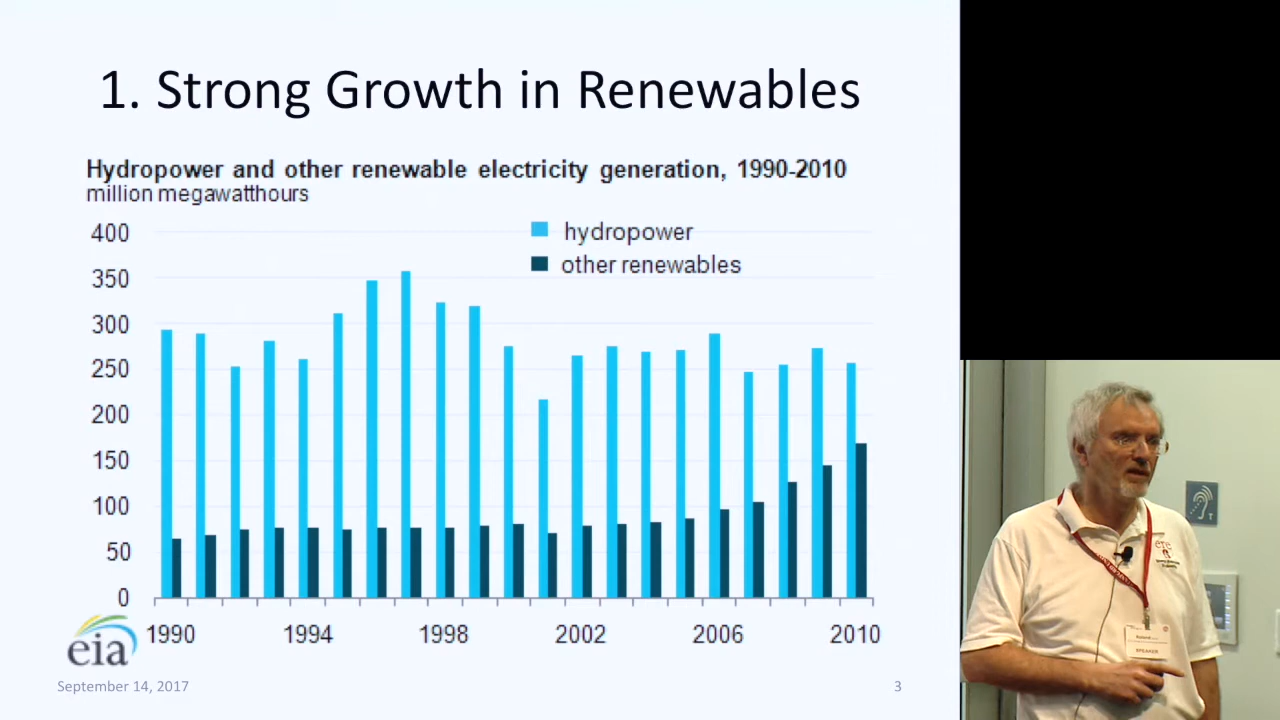 1. Strong Growth in Renewables
Hydropower and other renewable electricity generation, 1990-2010
million megawatthours
hydropower
other renewables
400
350
300
250
200
150
100
50
0
1990 1994 1998 2002 2006 2010
eia
September 14, 2017
3
T
SPEAKER